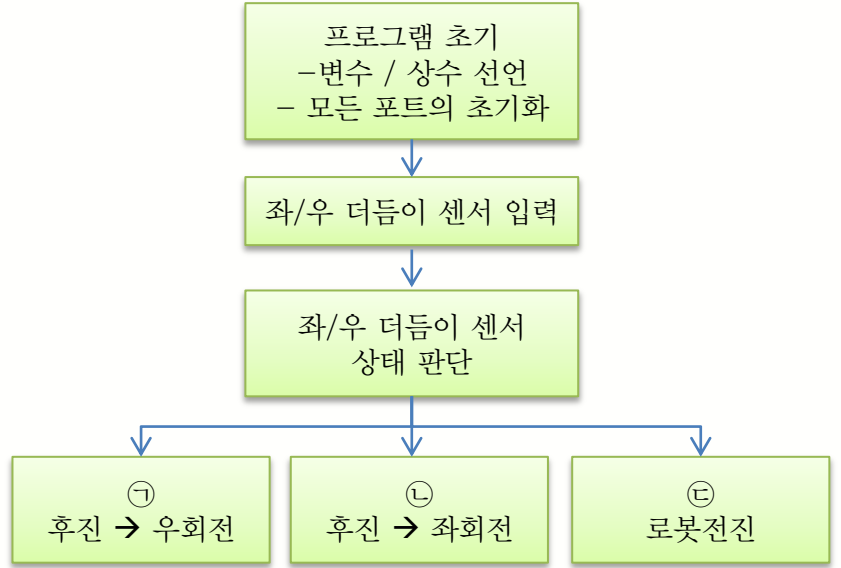 프로그램 초기
-변수 / 상수 선언
- 모든 포트의 초기화
좌/우 더듬이 센서 입력
좌/우 더듬이 센서
상태 판단
㉠
후진 → 우회전
㉡
후진 → 좌회전
㉢
로봇전진